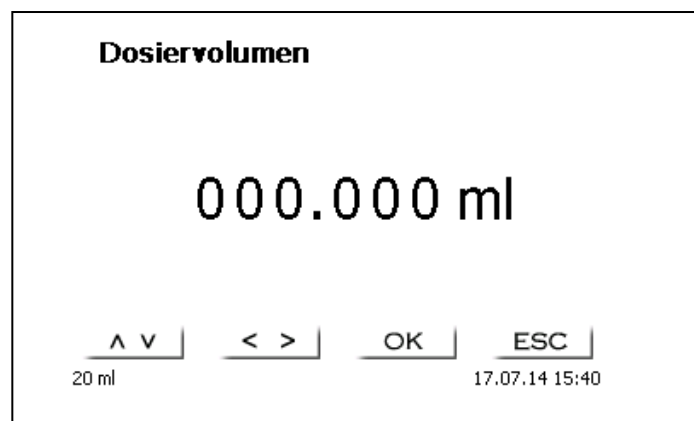 Dosiervolumen
000.000 ml
∧ ∨ < > OK ESC
20 ml 17.07.14 15:40